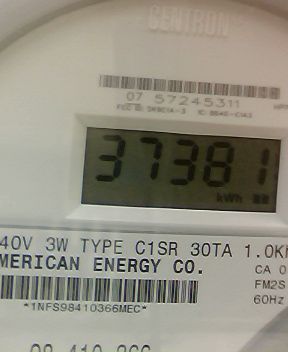 CENTRON
07 57245311
37381
kWh
40V 3W TYPE C1SR 30TA 1.0K
MERICAN ENERGY CO.
CA 0
FM2S
60Hz
*1NFS98410366MEC*